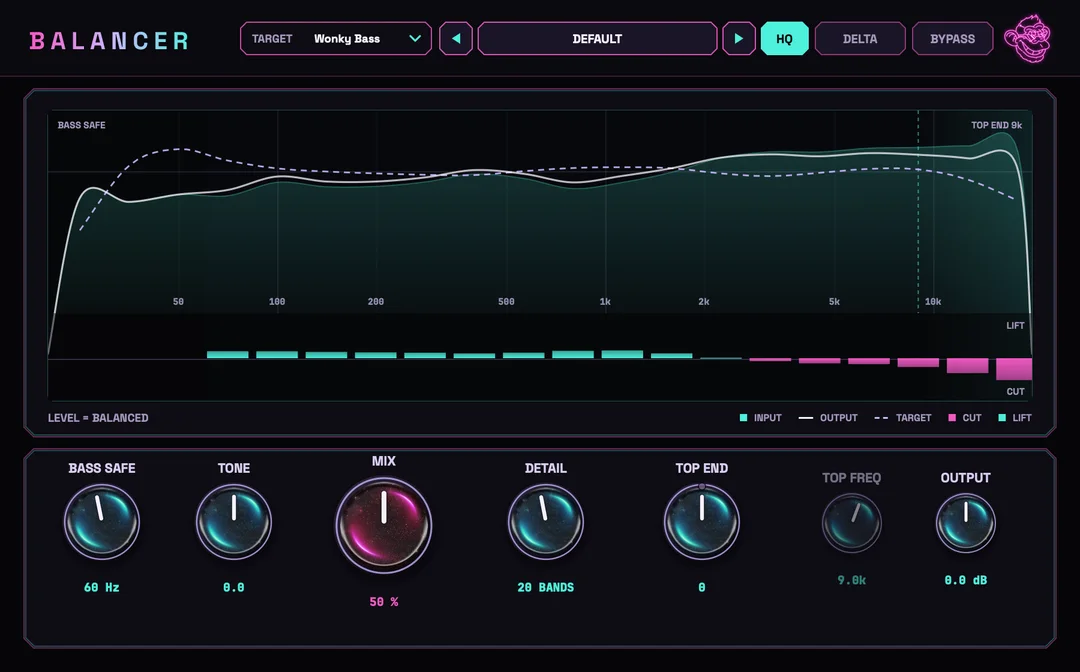 BALANCER
TARGET Wonky Bass
DEFAULT
HQ
DELTA
BYPASS
BASS SAFE
TOP END 9k
50 100 200 500 1k 2k 5k 10k
LIFT
CUT
LEVEL = BALANCED
INPUT OUTPUT TARGET CUT LIFT
BASS SAFE TONE MIX DETAIL TOP END TOP FREQ OUTPUT
60 Hz 0.0 50 % 20 BANDS 0 9.0k 0.0 dB